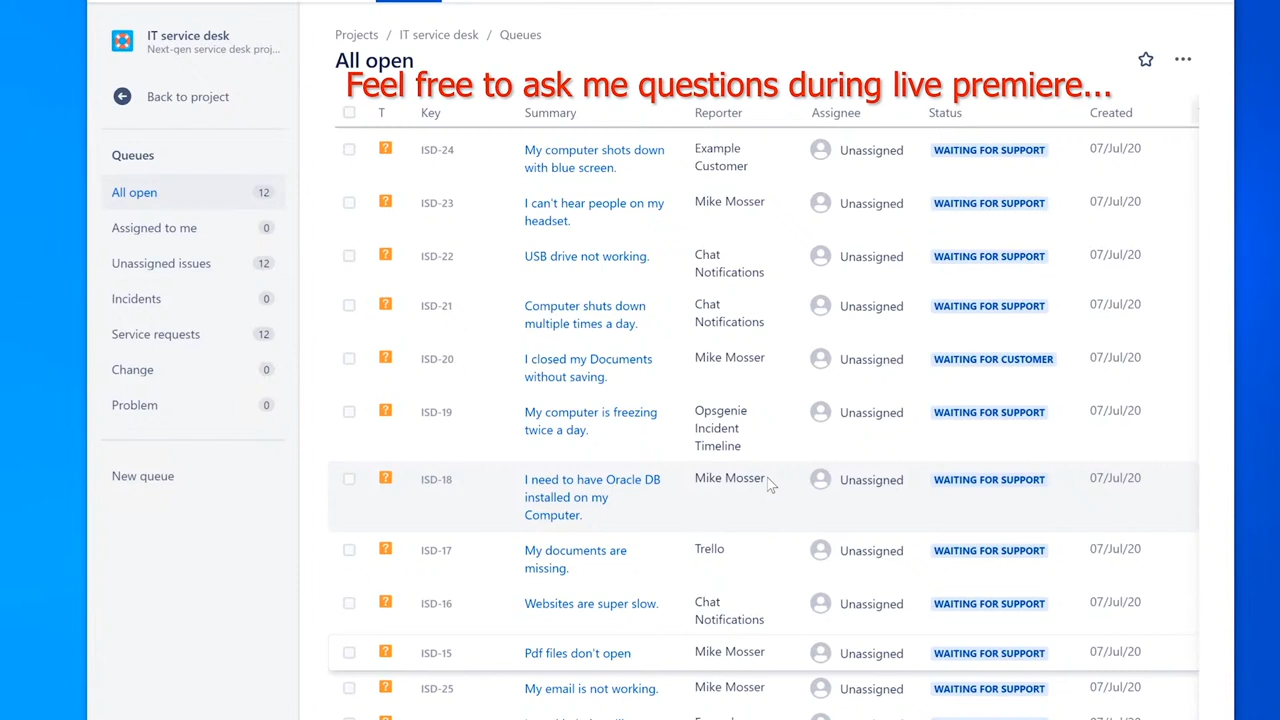 IT service desk
Next-gen service desk proj...
Back to project
Queues
All open 12
Assigned to me 0
Unassigned issues 12
Incidents 0
Service requests 12
Change 0
Problem 0
New queue
Projects / IT service desk / Queues
All open
Feel free to ask me questions during live premiere...
T Key Summary Reporter Assignee Status Created
ISD-24 My computer shots down Example Unassigned WAITING FOR SUPPORT 07/Jul/20
with blue screen. Customer
ISD-23 I can't hear people on my Mike Mosser Unassigned WAITING FOR SUPPORT 07/Jul/20
headset.
ISD-22 USB drive not working. Chat Unassigned WAITING FOR SUPPORT 07/Jul/20
Notifications
ISD-21 Computer shuts down Chat Unassigned WAITING FOR SUPPORT 07/Jul/20
multiple times a day. Notifications
ISD-20 I closed my Documents Mike Mosser Unassigned WAITING FOR CUSTOMER 07/Jul/20
without saving.
ISD-19 My computer is freezing Opsgenie Unassigned WAITING FOR SUPPORT 07/Jul/20
twice a day. Incident
Timeline
ISD-18 I need to have Oracle DB Mike Mosser Unassigned WAITING FOR SUPPORT 07/Jul/20
installed on my
Computer.
ISD-17 My documents are Trello Unassigned WAITING FOR SUPPORT 07/Jul/20
missing.
ISD-16 Websites are super slow. Chat Unassigned WAITING FOR SUPPORT 07/Jul/20
Notifications
ISD-15 Pdf files don't open Mike Mosser Unassigned WAITING FOR SUPPORT 07/Jul/20
ISD-25 My email is not working. Mike Mosser Unassigned WAITING FOR SUPPORT 07/Jul/20